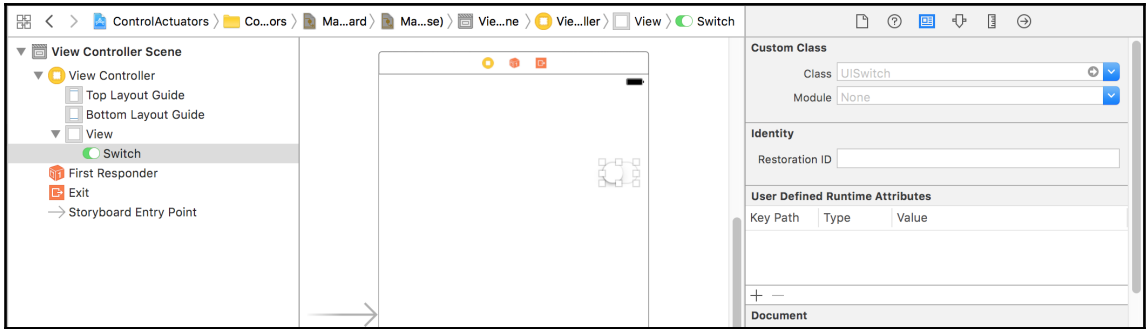 ControlActuators Co...ors Ma...ard Ma...se) Vie...ne Vie...ller View Switch
View Controller Scene
View Controller
Top Layout Guide
Bottom Layout Guide
View
Switch
First Responder
Exit
Storyboard Entry Point
Custom Class
Class UISwitch
Module None
Identity
Restoration ID
User Defined Runtime Attributes
Key Path Type Value
Document